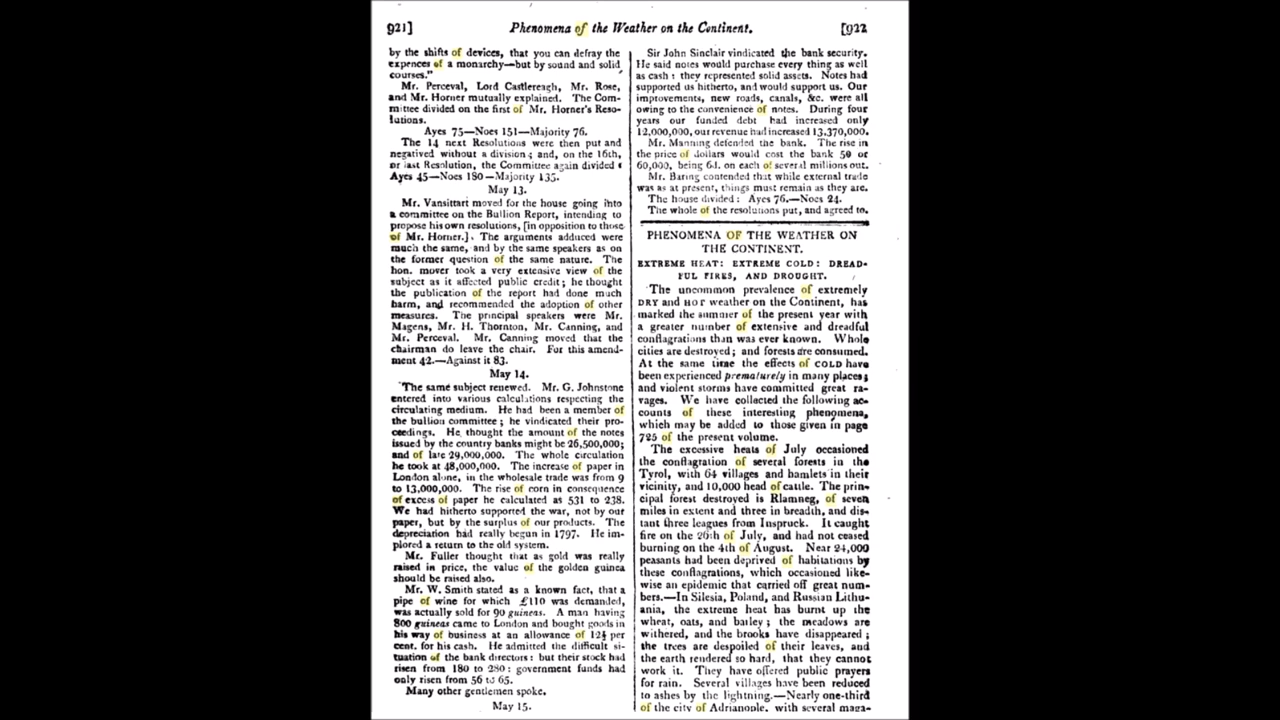 921]
Phenomena of the Weather on the Continent.
[922
by the shifts of devices, that you can defray the
expences of a monarchy—but by sound and solid
courses."
Mr. Perceval, Lord Castlereagh, Mr. Rose,
and Mr. Horner mutually explained. The Com-
mittee divided on the first of Mr. Horner's Reso-
lutions.
Ayes 75—Noes 151—Majority 76.
The 14 next Resolutions were then put and
negatived without a division; and, on the 16th,
or last Resolution, the Committee again divided:
Ayes 45—Noes 180—Majority 135.
May 13.
Mr. Vansittart moved for the house going into
a committee on the Bullion Report, intending to
propose his own resolutions, [in opposition to those
of Mr. Horner.]. The arguments adduced were
much the same, and by the same speakers as on
the former question of the same nature. The
hon. mover took a very extensive view of the
subject as it affected public credit; he thought
the publication of the report had done much
harm, and recommended the adoption of other
measures. The principal speakers were Mr.
Magens, Mr. H. Thornton, Mr. Canning, and
Mr. Perceval. Mr. Canning moved that the
chairman do leave the chair. For this amend-
ment 42.—Against it 83.
May 14.
The same subject renewed. Mr. G. Johnstone
entered into various calculations respecting the
circulating medium. He had been a member of
the bullion committee; he vindicated their pro-
ceedings. He thought the amount of the notes
issued by the country banks might be 26,500,000;
and of late 29,000,000. The whole circulation
he took at 48,000,000. The increase of paper in
London alone, in the wholesale trade was from 9
to 13,000,000. The rise of corn in consequence
of excess of paper he calculated as 531 to 238.
We had hitherto supported the war, not by our
paper, but by the surplus of our products. The
depreciation had really begun in 1797. He im-
plored a return to the old system.
Mr. Fuller thought that as gold was really
raised in price, the value of the golden guinea
should be raised also.
Mr. W. Smith stated as a known fact, that a
pipe of wine for which £110 was demanded,
was actually sold for 90 guineas. A man having
800 guineas came to London and bought goods in
his way of business at an allowance of 12½ per
cent. for his cash. He admitted the difficult si-
tuation of the bank directors: but their stock had
risen from 180 to 280: government funds had
only risen from 56 to 65.
Many other gentlemen spoke.
May 15.
Sir John Sinclair vindicated the bank security.
He said notes would purchase every thing as well
as cash: they represented solid assets. Notes had
supported us hitherto, and would support us. Our
improvements, new roads, canals, &c. were all
owing to the convenience of notes. During four
years our funded debt had increased only
12,000,000, our revenue had increased 13,370,000.
Mr. Manning defended the bank. The rise in
the price of dollars would cost the bank 50 or
60,000, being 6d. on each of several millions out.
Mr. Baring contended that while external trade
was as at present, things must remain as they are.
The house divided: Ayes 76.—Noes 24.
The whole of the resolutions put, and agreed to.
PHENOMENA OF THE WEATHER ON
THE CONTINENT.
EXTREME HEAT: EXTREME COLD: DREAD-
FUL FIRES, AND DROUGHT.
The uncommon prevalence of extremely
DRY and HOT weather on the Continent, has
marked the summer of the present year with
a greater number of extensive and dreadful
conflagrations than was ever known. Whole
cities are destroyed; and forests are consumed.
At the same time the effects of COLD have
been experienced prematurely in many places;
and violent storms have committed great ra-
vages. We have collected the following ac-
counts of these interesting phenomena,
which may be added to those given in page
725 of the present volume.
The excessive heats of July occasioned
the conflagration of several forests in the
Tyrol, with 64 villages and hamlets in their
vicinity, and 10,000 head of cattle. The prin-
cipal forest destroyed is Rlamneg, of seven
miles in extent and three in breadth, and dis-
tant three leagues from Inspruck. It caught
fire on the 26th of July, and had not ceased
burning on the 4th of August. Near 24,000
peasants had been deprived of habitations by
these conflagrations, which occasioned like-
wise an epidemic that carried off great num-
bers.—In Silesia, Poland, and Russian Lithu-
ania, the extreme heat has burnt up the
wheat, oats, and barley; the meadows are
withered, and the brooks have disappeared;
the trees are despoiled of their leaves, and
the earth rendered so hard, that they cannot
work it. They have offered public prayers
for rain. Several villages have been reduced
to ashes by the lightning.—Nearly one-third
of the city of Adrianople, with several maga-